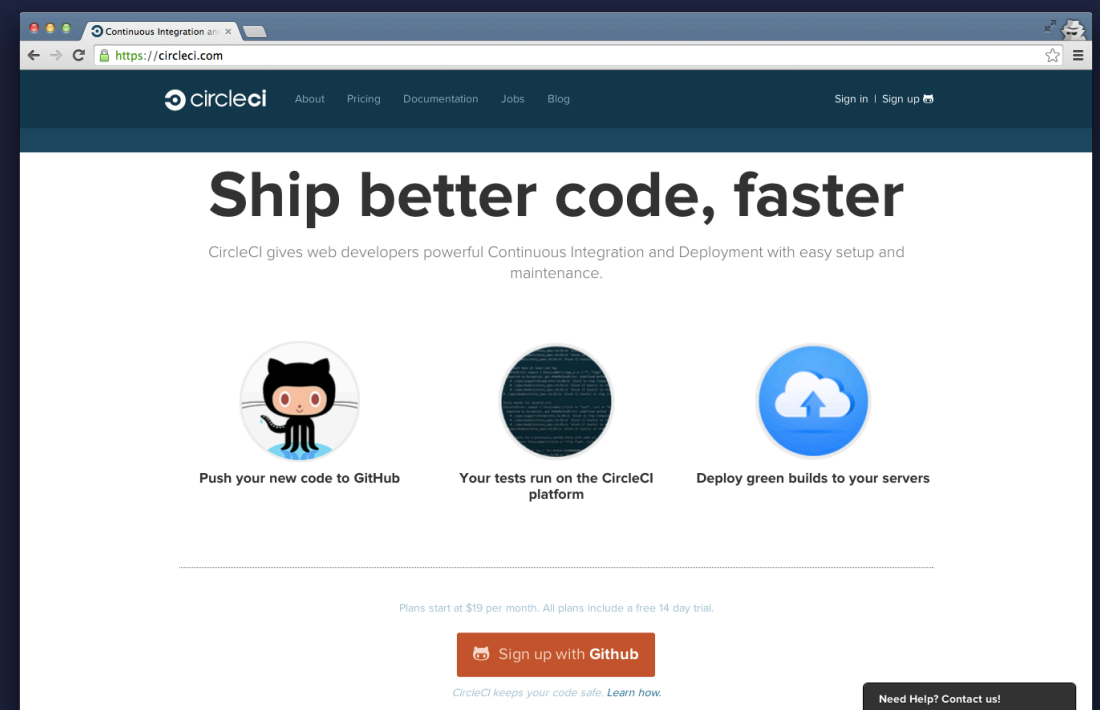 Continuous Integration an
https://circleci.com
circleci
About
Pricing
Documentation
Jobs
Blog
Sign in | Sign up
Ship better code, faster
CircleCI gives web developers powerful Continuous Integration and Deployment with easy setup and
maintenance.
Push your new code to GitHub
Your tests run on the CircleCI
platform
Deploy green builds to your servers
Plans start at $19 per month. All plans include a free 14 day trial.
Sign up with Github
CircleCI keeps your code safe. Learn how.
Need Help? Contact us!